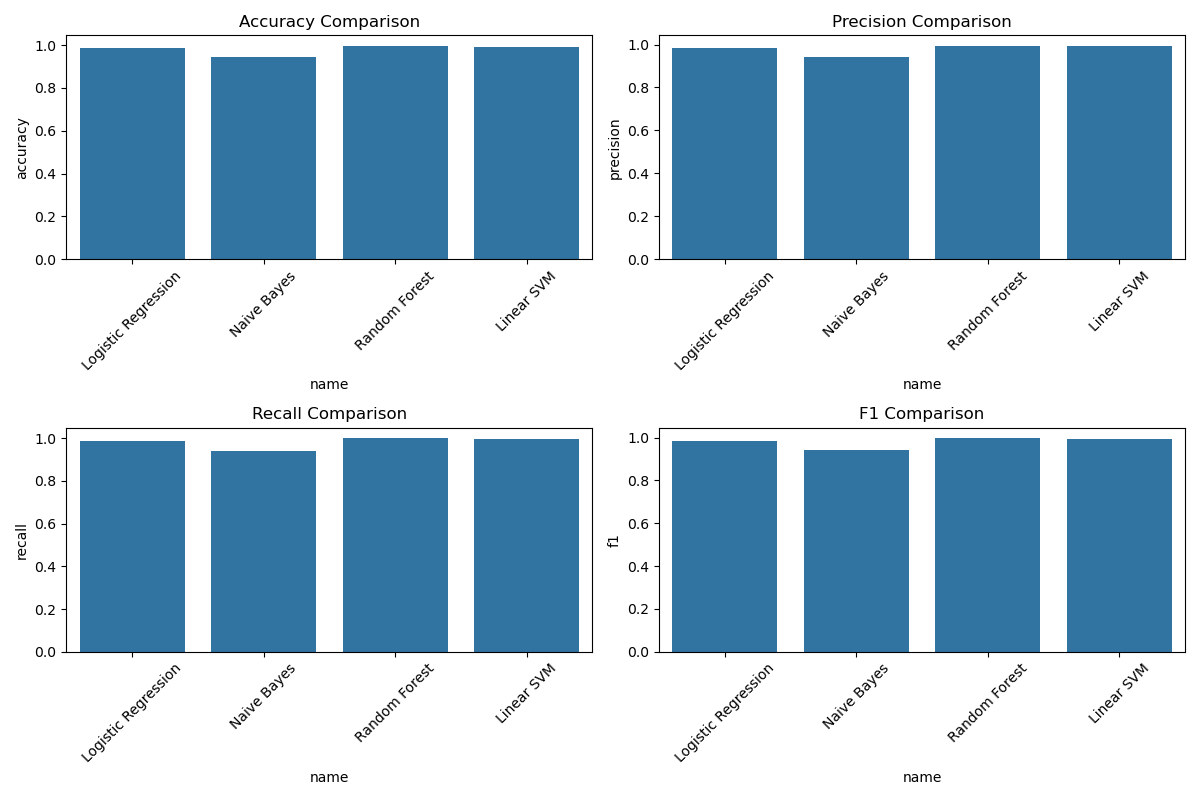 Accuracy Comparison
1.0
0.8
0.6
0.4
0.2
0.0
accuracy
Logistic Regression
Naive Bayes
Random Forest
Linear SVM
name
Precision Comparison
1.0
0.8
0.6
0.4
0.2
0.0
precision
Logistic Regression
Naive Bayes
Random Forest
Linear SVM
name
Recall Comparison
1.0
0.8
0.6
0.4
0.2
0.0
recall
Logistic Regression
Naive Bayes
Random Forest
Linear SVM
name
F1 Comparison
1.0
0.8
0.6
0.4
0.2
0.0
f1
Logistic Regression
Naive Bayes
Random Forest
Linear SVM
name